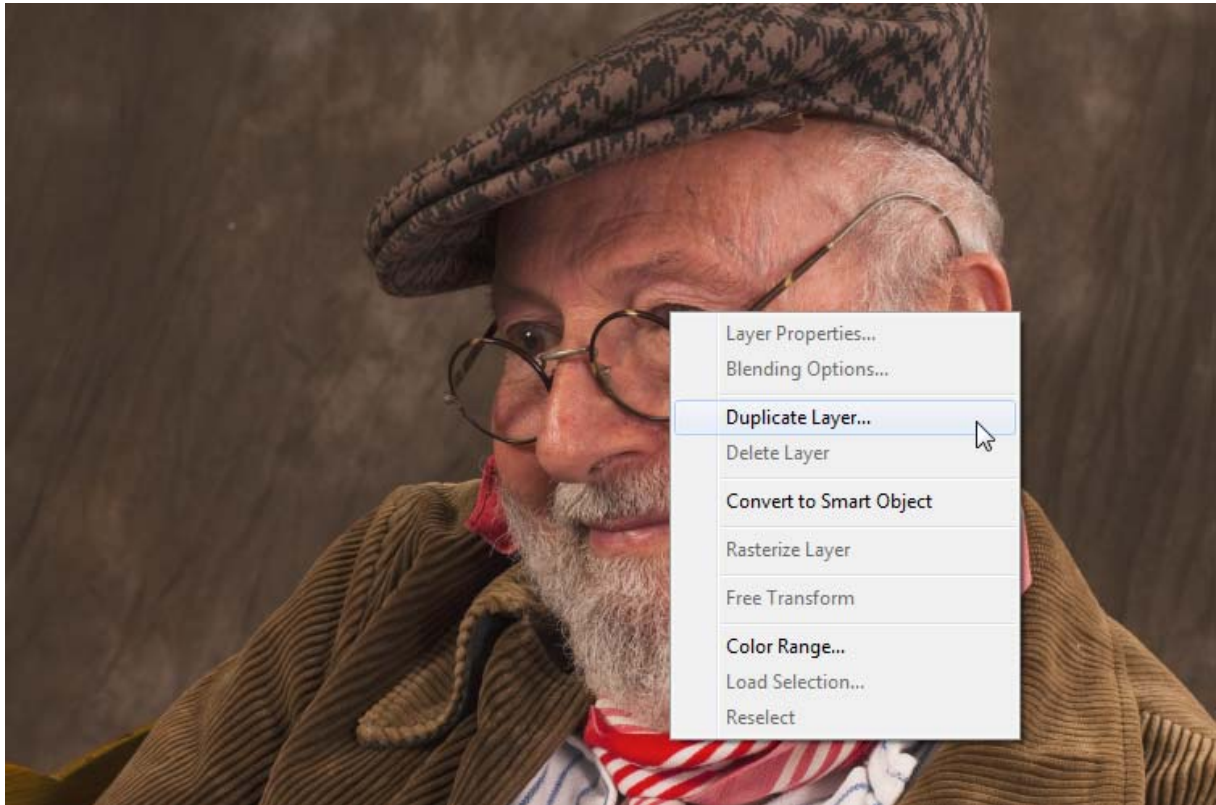 Layer Properties...
Blending Options...
Duplicate Layer...
Delete Layer
Convert to Smart Object
Rasterize Layer
Free Transform
Color Range...
Load Selection...
Reselect